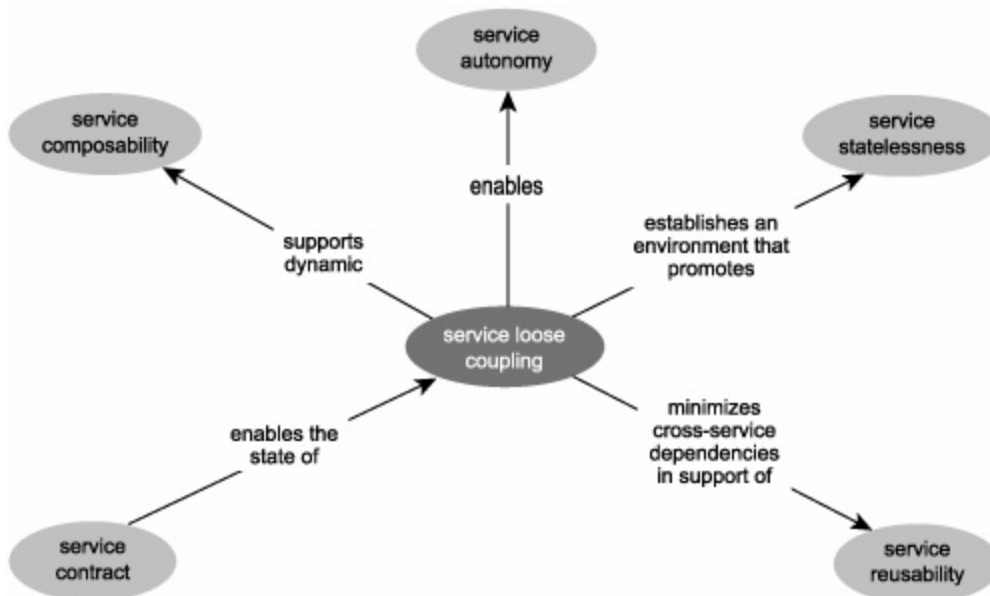 service
autonomy
service
composability
service
statelessness
enables
supports
dynamic
establishes an
environment that
promotes
service loose
coupling
enables the
state of
minimizes
cross-service
dependencies
in support of
service
contract
service
reusability